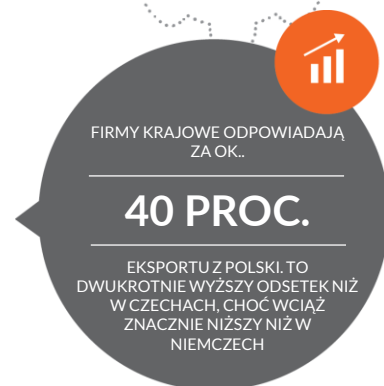 FIRMY KRAJOWE ODPOWIADAJĄ
ZA OK..
40 PROC.
EKSPORTU Z POLSKI. TO
DWUKROTNIE WYŻSZY ODSETEK NIŻ
W CZECHACH, CHOĆ WCIĄŻ
ZNACZNIE NIŻSZY NIŻ W
NIEMCZECH